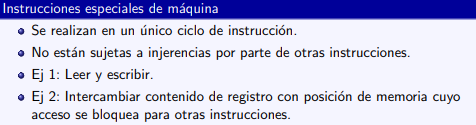 Instrucciones especiales de máquina
Se realizan en un único ciclo de instrucción.
No están sujetas a injerencias por parte de otras instrucciones.
Ej 1: Leer y escribir.
Ej 2: Intercambiar contenido de registro con posición de memoria cuyo
acceso se bloquea para otras instrucciones.